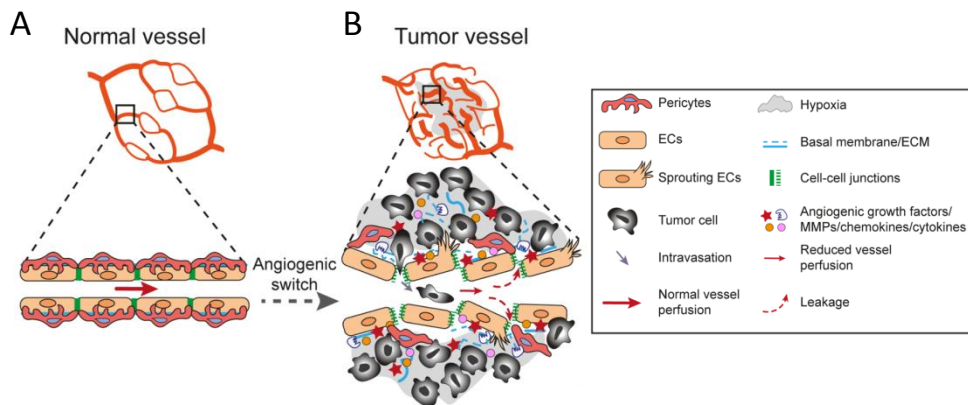 A
Normal vessel
B
Tumor vessel
Angiogenic
switch
Pericytes
Hypoxia
ECs
Basal membrane/ECM
Sprouting ECs
Cell-cell junctions
Tumor cell
Angiogenic growth factors/
MMPs/chemokines/cytokines
Intravasation
Reduced vessel
perfusion
Normal vessel
perfusion
Leakage